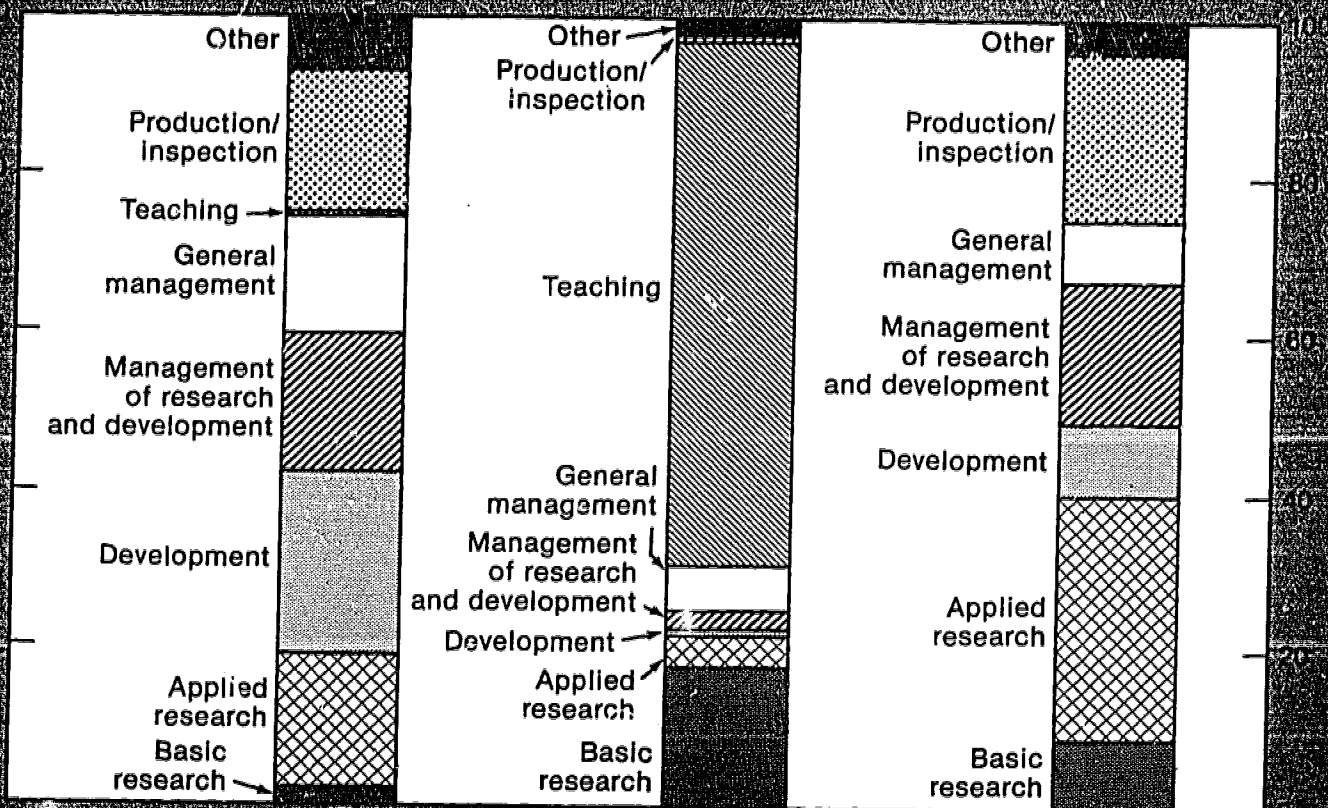 Other
Production/
inspection
Teaching
General
management
Management
of research
and development
Development
Applied
research
Basic
research
Other
Production/
inspection
Teaching
General
management
Management
of research
and development
Development
Applied
research
Basic
research
Other
Production/
inspection
General
management
Management
of research
and development
Development
Applied
research
Basic
research
80
60
40
20